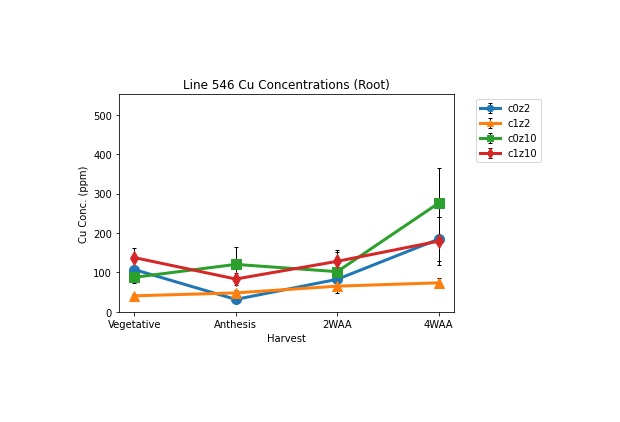 Line 546 Cu Concentrations (Root)
Cu Conc. (ppm)
500
400
300
200
100
0
Vegetative Anthesis 2WAA 4WAA
Harvest
c0z2
c1z2
c0z10
c1z10